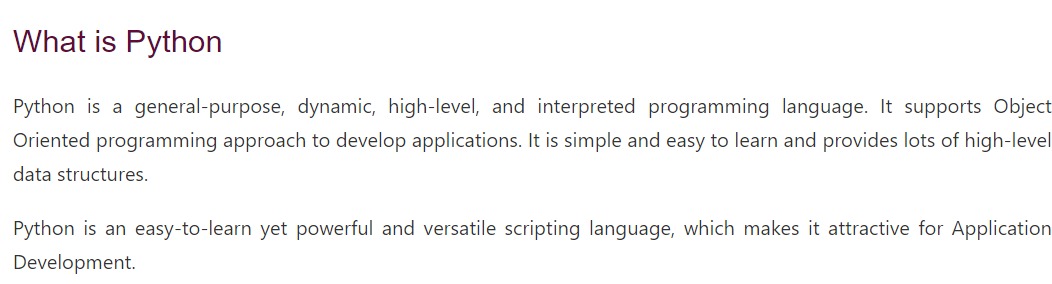 What is Python
Python is a general-purpose, dynamic, high-level, and interpreted programming language. It supports Object
Oriented programming approach to develop applications. It is simple and easy to learn and provides lots of high-level
data structures.
Python is an easy-to-learn yet powerful and versatile scripting language, which makes it attractive for Application
Development.